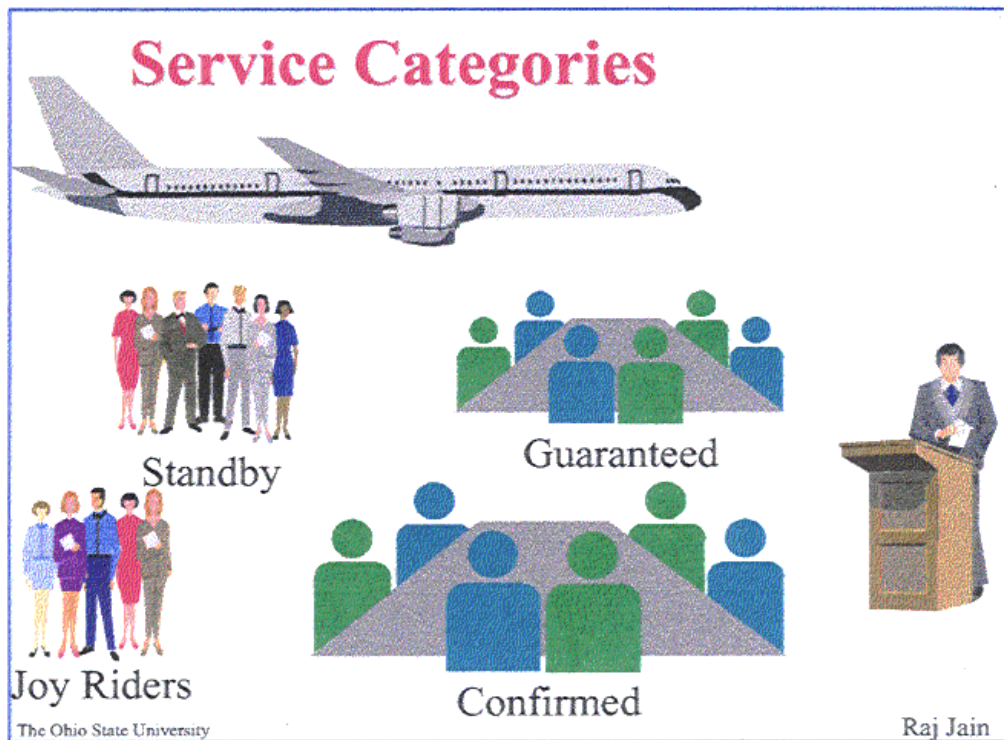 Service Categories
Standby
Guaranteed
Joy Riders
Confirmed
The Ohio State University
Raj Jain